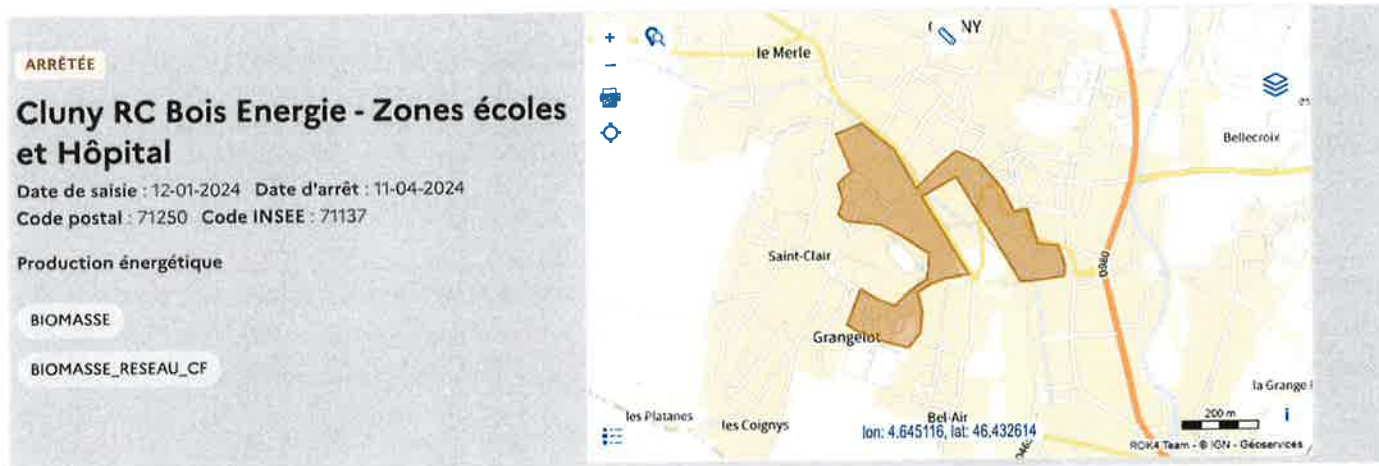 ARRÊTÉE
Cluny RC Bois Energie - Zones écoles
et Hôpital
Date de saisie : 12-01-2024 Date d'arrêt : 11-04-2024
Code postal : 71250 Code INSEE : 71137
Production énergétique
BIOMASSE
BIOMASSE_RESEAU_CF
+
−
le Merle
NY
Bellecroix
Saint-Clair
D980
Grangelot
la Grange
les Platanes
les Coignys
Bel-Air
lon: 4.645116, lat: 46.432614
200 m
i
ROK4 Team - © IGN - Géoservices